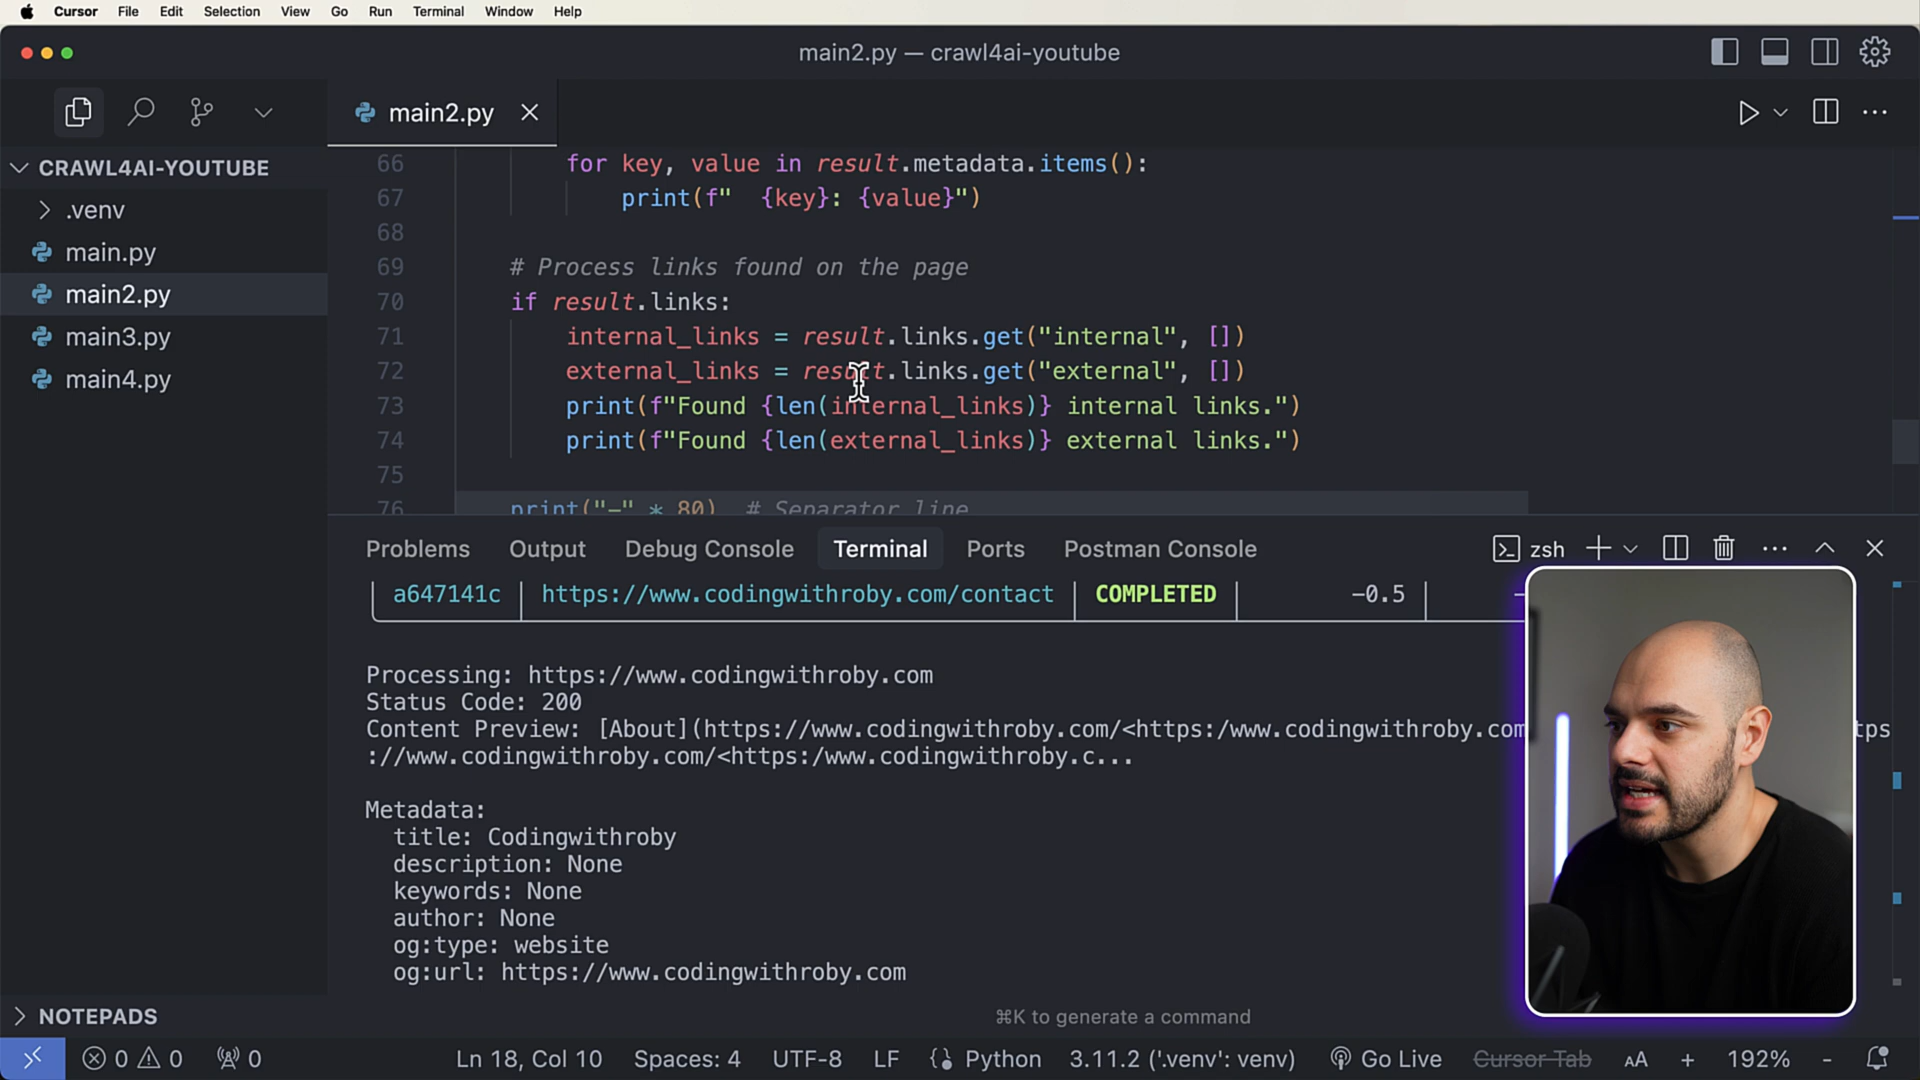 Cursor File Edit Selection View Go Run Terminal Window Help
main2.py — crawl4ai-youtube
main2.py
CRAWL4AI-YOUTUBE
.venv
main.py
main2.py
main3.py
main4.py
66 for key, value in result.metadata.items():
67 print(f"  {key}: {value}")
68
69 # Process links found on the page
70 if result.links:
71 internal_links = result.links.get("internal", [])
72 external_links = result.links.get("external", [])
73 print(f"Found {len(internal_links)} internal links.")
74 print(f"Found {len(external_links)} external links.")
75
76 print("-" * 80)  # Separator line
Problems Output Debug Console Terminal Ports Postman Console zsh
a647141c https://www.codingwithroby.com/contact COMPLETED -0.5
Processing: https://www.codingwithroby.com
Status Code: 200
Content Preview: [About](https://www.codingwithroby.com/<https:/www.codingwithroby.com tps
://www.codingwithroby.com/<https:/www.codingwithroby.c...
Metadata:
title: Codingwithroby
description: None
keywords: None
author: None
og:type: website
og:url: https://www.codingwithroby.com
NOTEPADS
⌘K to generate a command
0 0 0 Ln 18, Col 10 Spaces: 4 UTF-8 LF Python 3.11.2 ('.venv': venv) Go Live Cursor Tab AA + 192% -